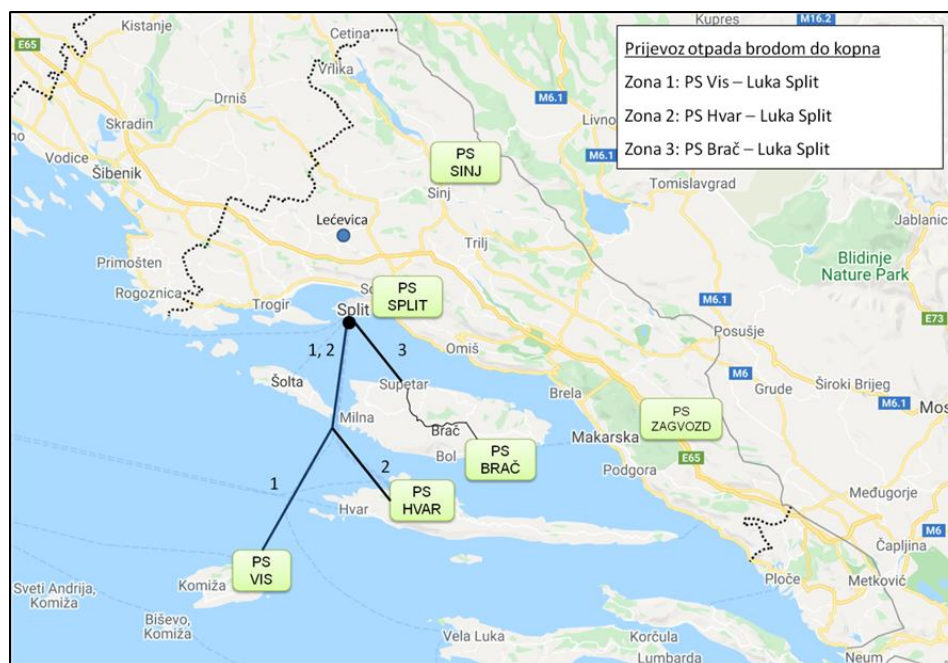 Kistanje
E65
Cetina
Vrlika
Drniš
Skradin
Vodice
Šibenik
Primošten
Rogoznica
Trogir
Lećevica
PS
SINJ
Sinj
Trilj
PS
SPLIT
Split
Omiš
1, 2
3
Šolta
Supetar
Milna
Brač
Bol
PS
BRAČ
Brela
Makarska
Podgora
PS
ZAGVOZD
E65
1
2
Hvar
PS
HVAR
PS
VIS
Komiža
Sveti Andrija,
Komiža
Biševo,
Komiža
Vela Luka
Korčula
Lumbarda
Kupres
M16.2
Prijevoz otpada brodom do kopna
Zona 1: PS Vis – Luka Split
Zona 2: PS Hvar – Luka Split
Zona 3: PS Brač – Luka Split
M6.1
Livno
M6.1
Tomislavgrad
Jablanic
Blidinje
Nature Park
M6.1
E73
Posušje
M6
Grude
Široki Brijeg
M6.1
Mos
Međugorje
M6
Čapljina
Ploče
Metković
Neum